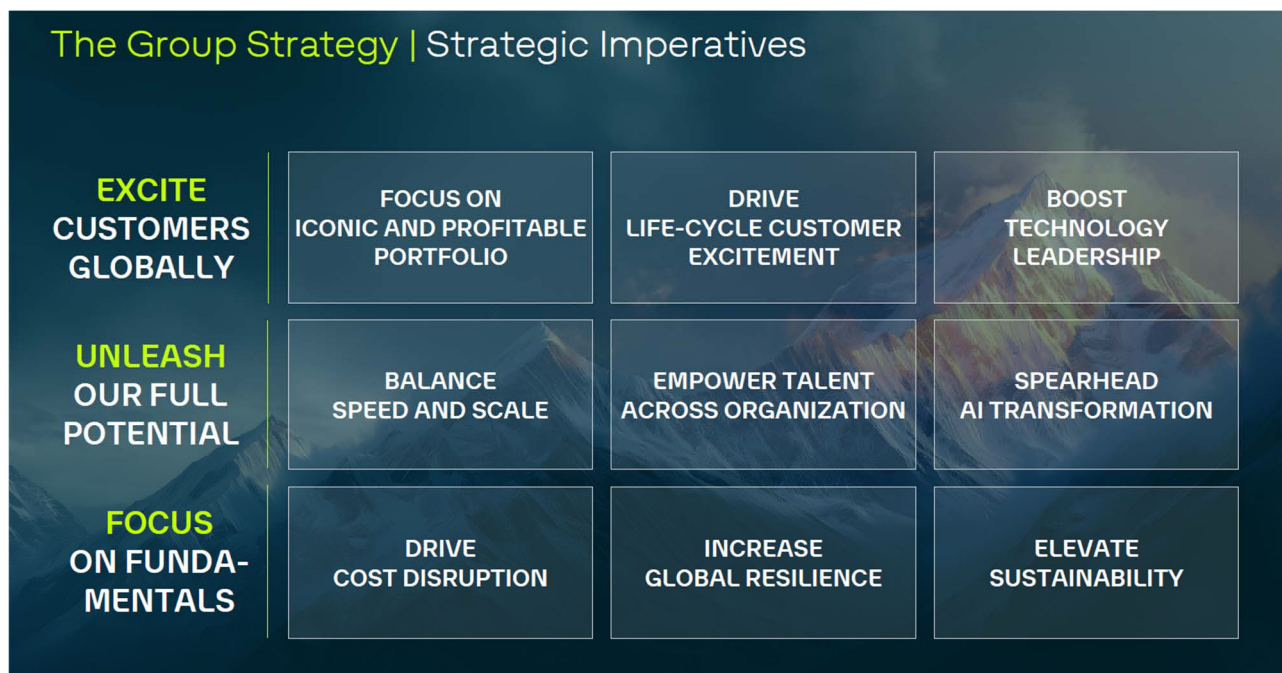 The Group Strategy | Strategic Imperatives
EXCITE
CUSTOMERS
GLOBALLY
FOCUS ON
ICONIC AND PROFITABLE
PORTFOLIO
DRIVE
LIFE-CYCLE CUSTOMER
EXCITEMENT
BOOST
TECHNOLOGY
LEADERSHIP
UNLEASH
OUR FULL
POTENTIAL
BALANCE
SPEED AND SCALE
EMPOWER TALENT
ACROSS ORGANIZATION
SPEARHEAD
AI TRANSFORMATION
FOCUS
ON FUNDA-
MENTALS
DRIVE
COST DISRUPTION
INCREASE
GLOBAL RESILIENCE
ELEVATE
SUSTAINABILITY